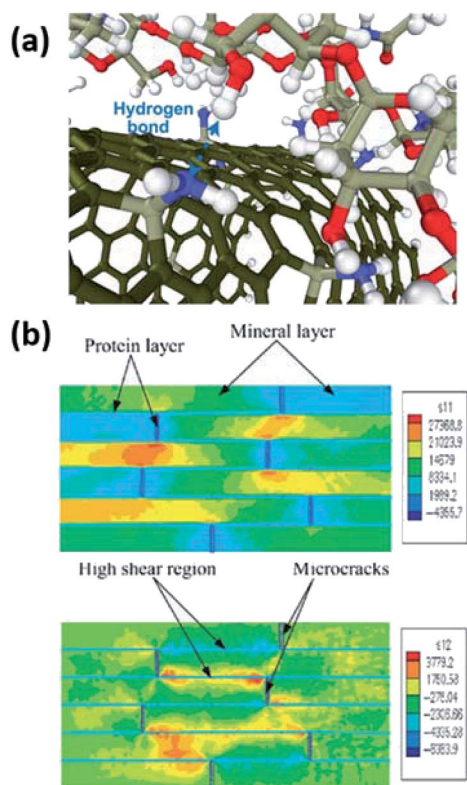 (a)
Hydrogen
bond
(b)
Protein layer
Mineral layer
s11
27368.8
21023.9
14679
8334.1
1989.2
-4355.7
High shear region
Microcracks
s12
3779.2
1750.58
-278.04
-2306.66
-4335.28
-6363.9